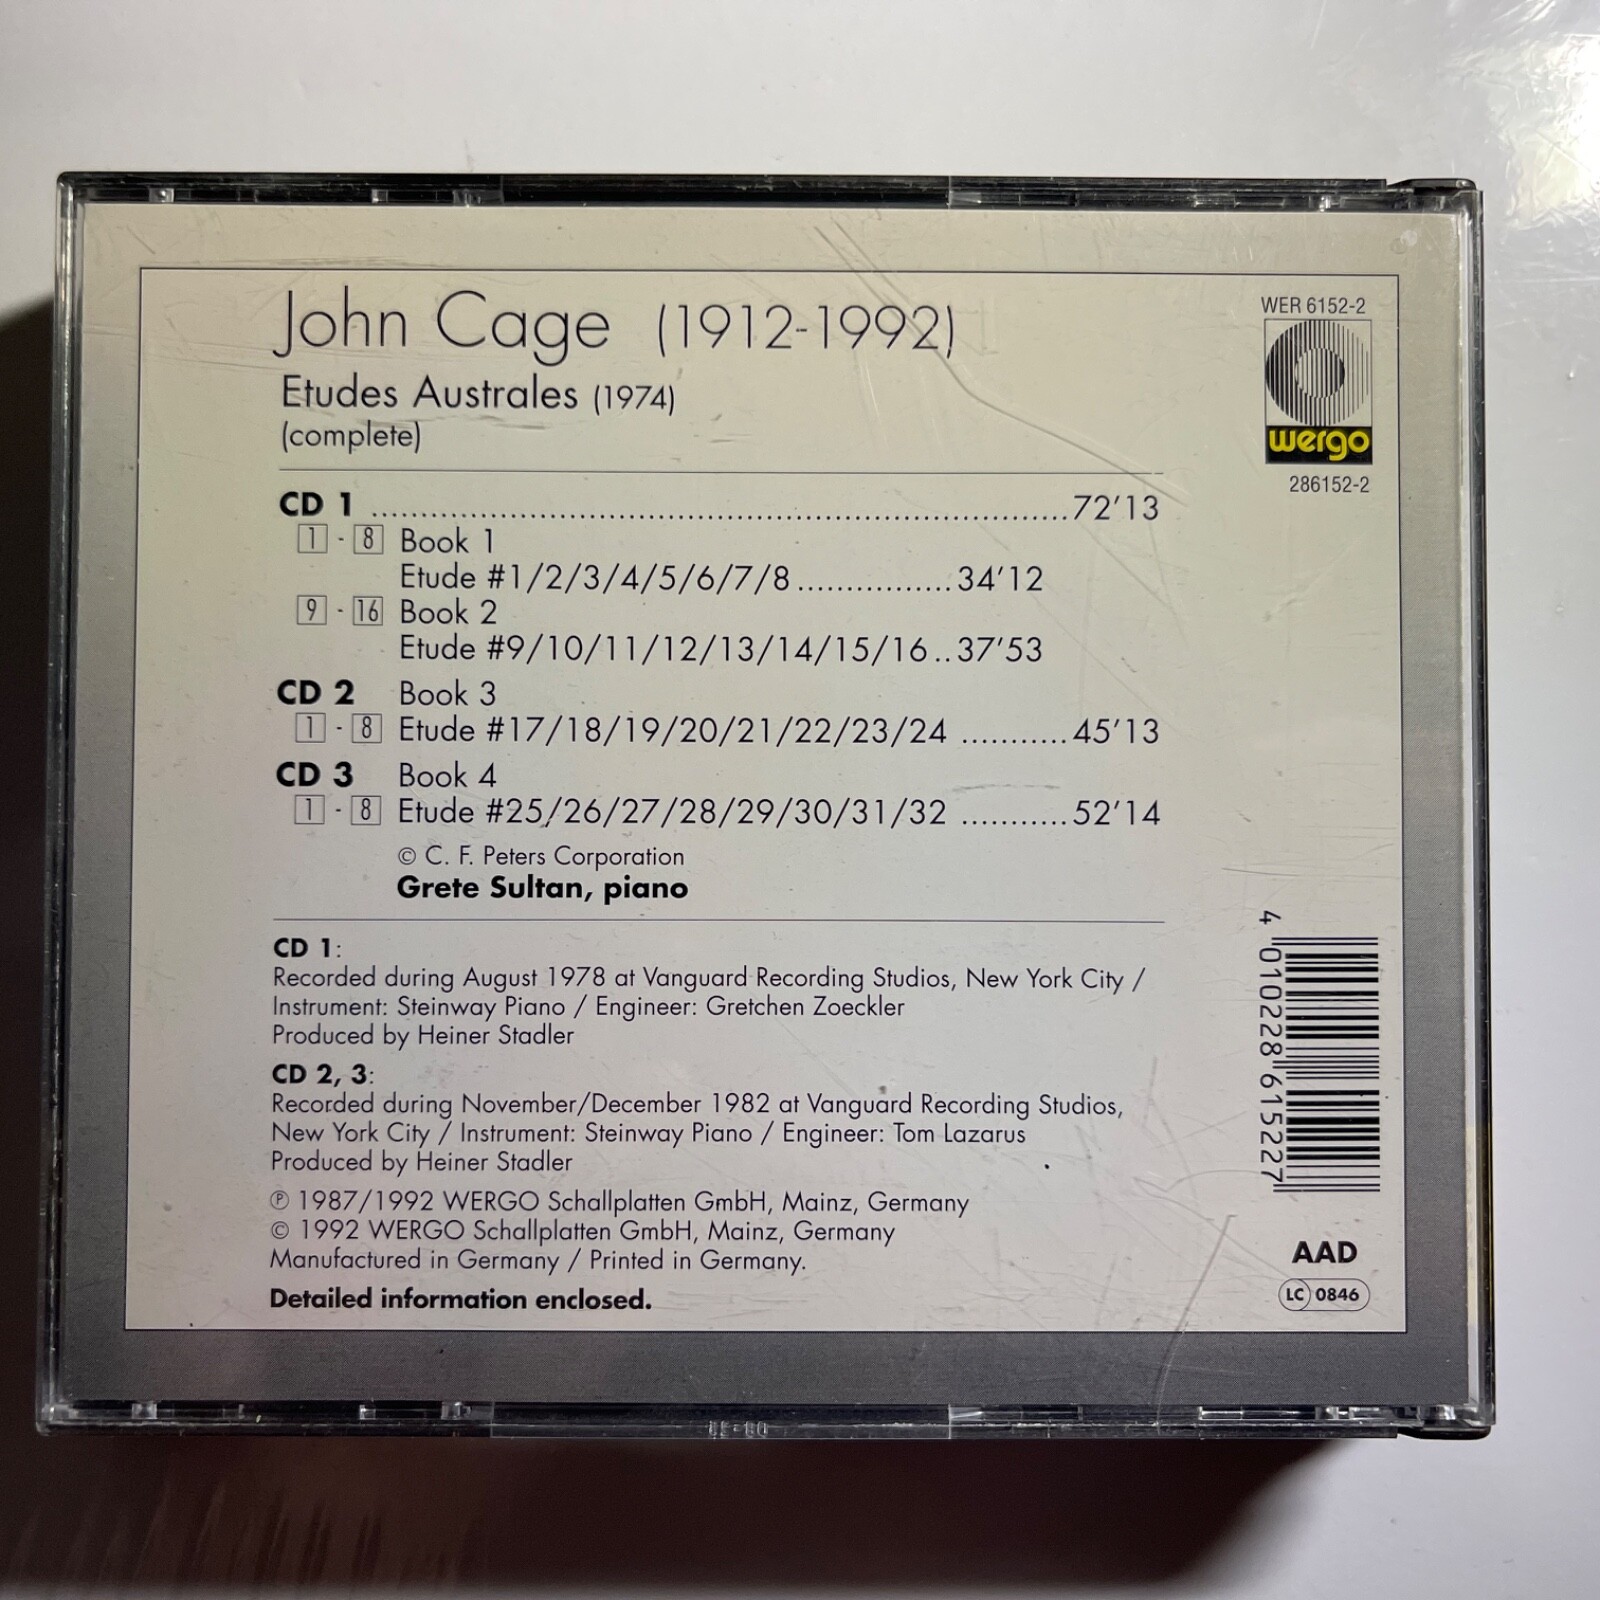 John Cage (1912-1992)
Etudes Australes (1974)
(complete)
WER 6152-2
wergo
286152-2
CD 1 ........................................................................ 72'13
1 - 8 Book 1
Etude #1/2/3/4/5/6/7/8 ................ 34'12
9 - 16 Book 2
Etude #9/10/11/12/13/14/15/16 .. 37'53
CD 2 Book 3
1 - 8 Etude #17/18/19/20/21/22/23/24 ........... 45'13
CD 3 Book 4
1 - 8 Etude #25/26/27/28/29/30/31/32 ........... 52'14
© C. F. Peters Corporation
Grete Sultan, piano
CD 1:
Recorded during August 1978 at Vanguard Recording Studios, New York City /
Instrument: Steinway Piano / Engineer: Gretchen Zoeckler
Produced by Heiner Stadler
CD 2, 3:
Recorded during November/December 1982 at Vanguard Recording Studios,
New York City / Instrument: Steinway Piano / Engineer: Tom Lazarus
Produced by Heiner Stadler
℗ 1987/1992 WERGO Schallplatten GmbH, Mainz, Germany
© 1992 WERGO Schallplatten GmbH, Mainz, Germany
Manufactured in Germany / Printed in Germany.
Detailed information enclosed.
4 010228 615227
AAD
LC 0846